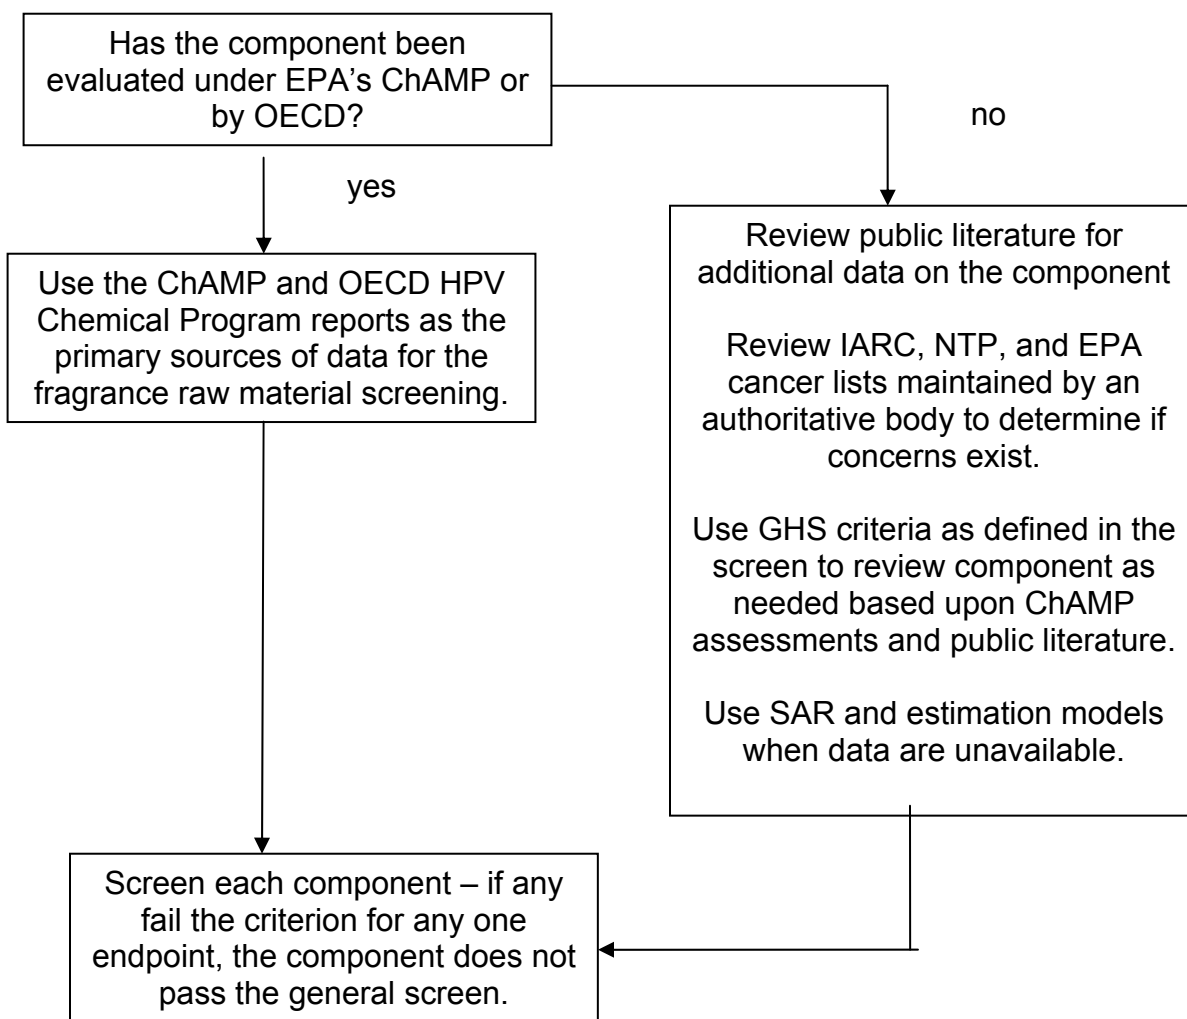 Has the component been
evaluated under EPA’s ChAMP or
by OECD?
no
yes
Use the ChAMP and OECD HPV
Chemical Program reports as the
primary sources of data for the
fragrance raw material screening.
Review public literature for
additional data on the component
Review IARC, NTP, and EPA
cancer lists maintained by an
authoritative body to determine if
concerns exist.
Use GHS criteria as defined in the
screen to review component as
needed based upon ChAMP
assessments and public literature.
Use SAR and estimation models
when data are unavailable.
Screen each component – if any
fail the criterion for any one
endpoint, the component does not
pass the general screen.